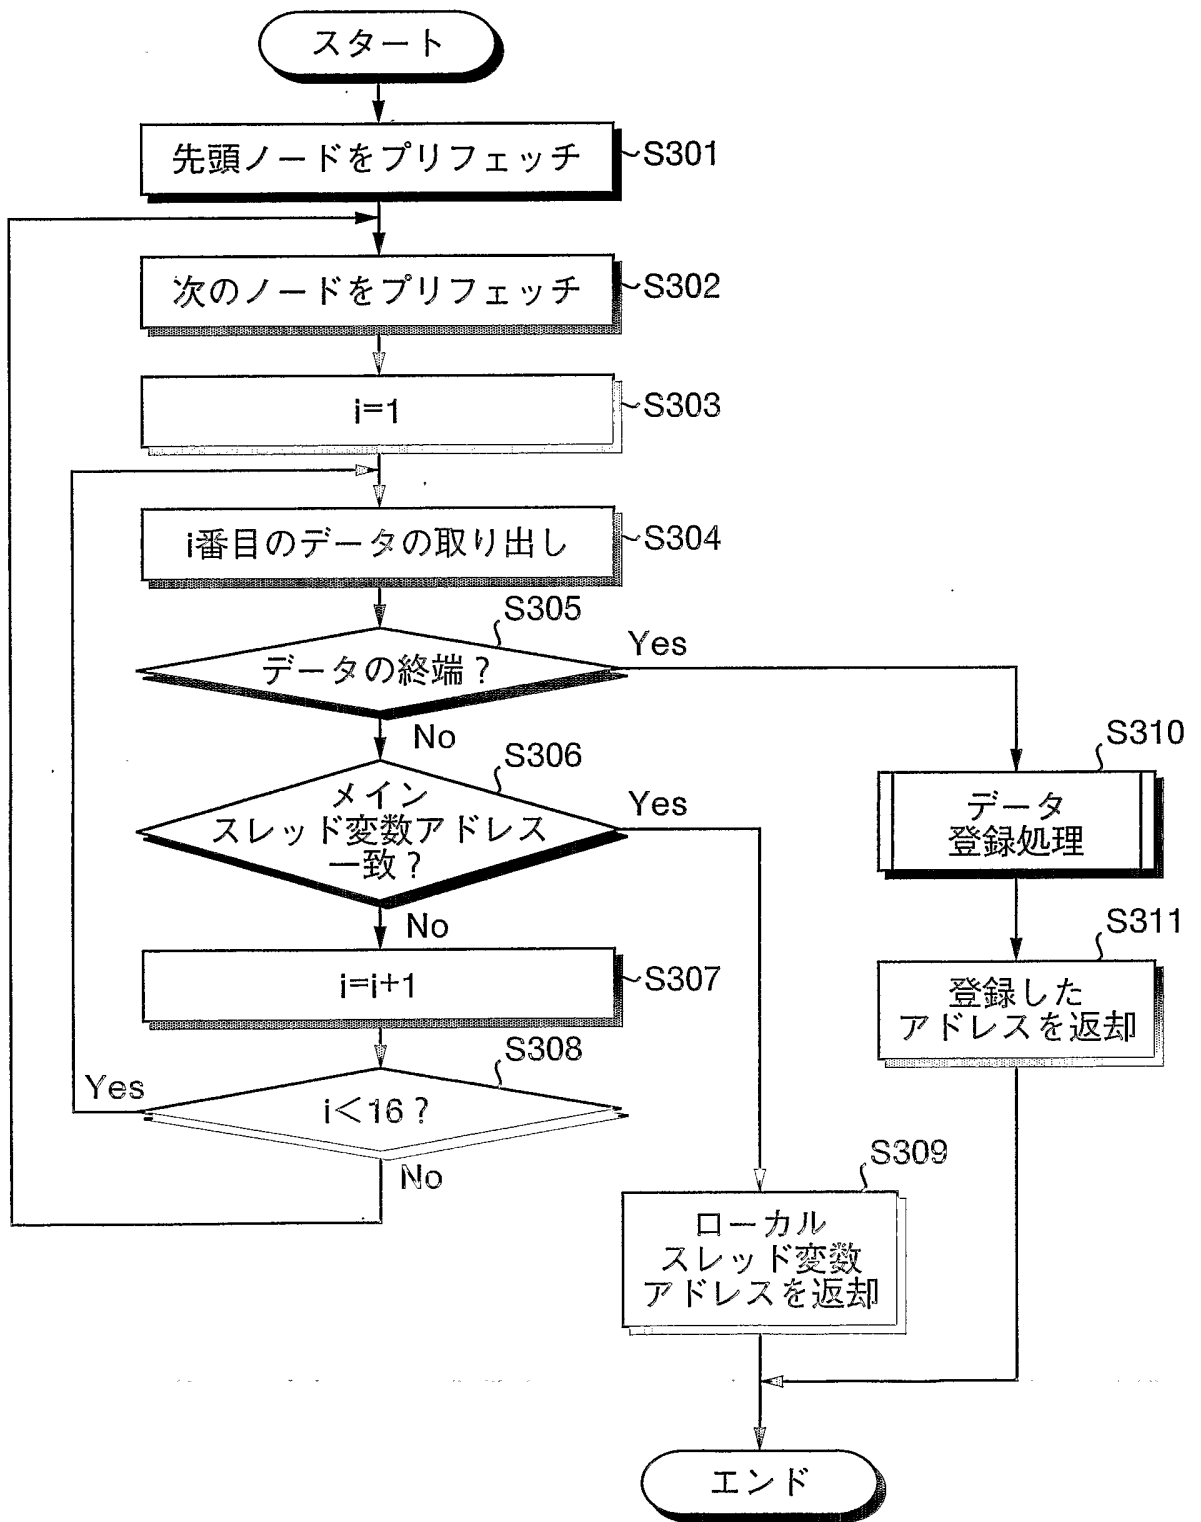 スタート
先頭ノードをプリフェッチ
S301
次のノードをプリフェッチ
S302
i=1
S303
i番目のデータの取り出し
S304
S305
データの終端?
Yes
No
S306
メイン
スレッド変数アドレス
一致?
Yes
No
S310
データ
登録処理
i=i+1
S307
S311
登録した
アドレスを返却
S308
Yes
i<16?
No
S309
ローカル
スレッド変数
アドレスを返却
エンド